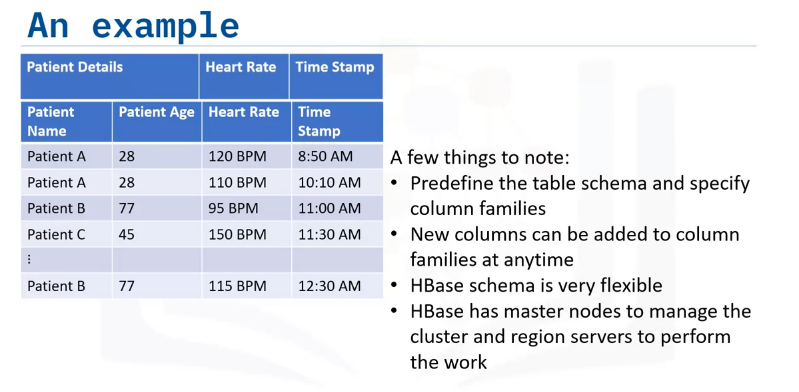 An example
Patient Details Heart Rate Time Stamp
Patient Name Patient Age Heart Rate Time Stamp
Patient A 28 120 BPM 8:50 AM
Patient A 28 110 BPM 10:10 AM
Patient B 77 95 BPM 11:00 AM
Patient C 45 150 BPM 11:30 AM
⋮
Patient B 77 115 BPM 12:30 AM
A few things to note:
• Predefine the table schema and specify
column families
• New columns can be added to column
families at anytime
• HBase schema is very flexible
• HBase has master nodes to manage the
cluster and region servers to perform
the work